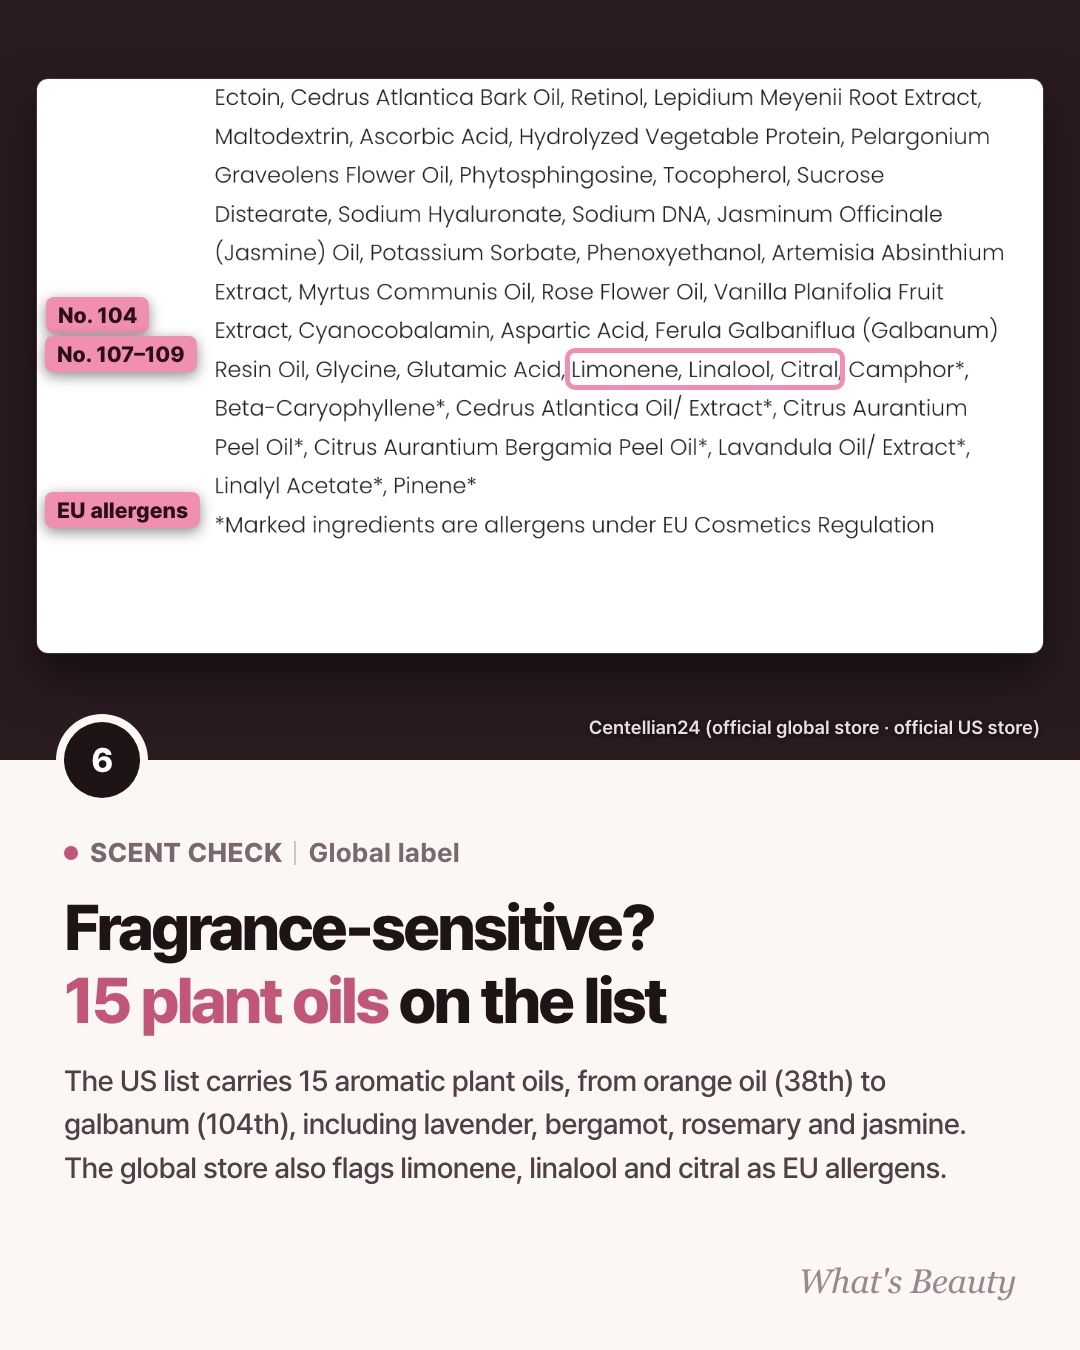 Ectoin, Cedrus Atlantica Bark Oil, Retinol, Lepidium Meyenii Root Extract,
Maltodextrin, Ascorbic Acid, Hydrolyzed Vegetable Protein, Pelargonium
Graveolens Flower Oil, Phytosphingosine, Tocopherol, Sucrose
Distearate, Sodium Hyaluronate, Sodium DNA, Jasminum Officinale
(Jasmine) Oil, Potassium Sorbate, Phenoxyethanol, Artemisia Absinthium
Extract, Myrtus Communis Oil, Rose Flower Oil, Vanilla Planifolia Fruit
No. 104
Extract, Cyanocobalamin, Aspartic Acid, Ferula Galbaniflua (Galbanum)
No. 107–109
Resin Oil, Glycine, Glutamic Acid, Limonene, Linalool, Citral, Camphor*,
Beta-Caryophyllene*, Cedrus Atlantica Oil/ Extract*, Citrus Aurantium
Peel Oil*, Citrus Aurantium Bergamia Peel Oil*, Lavandula Oil/ Extract*,
Linalyl Acetate*, Pinene*
EU allergens
*Marked ingredients are allergens under EU Cosmetics Regulation
Centellian24 (official global store · official US store)
6
SCENT CHECK | Global label
Fragrance-sensitive?
15 plant oils on the list
The US list carries 15 aromatic plant oils, from orange oil (38th) to
galbanum (104th), including lavender, bergamot, rosemary and jasmine.
The global store also flags limonene, linalool and citral as EU allergens.
What's Beauty